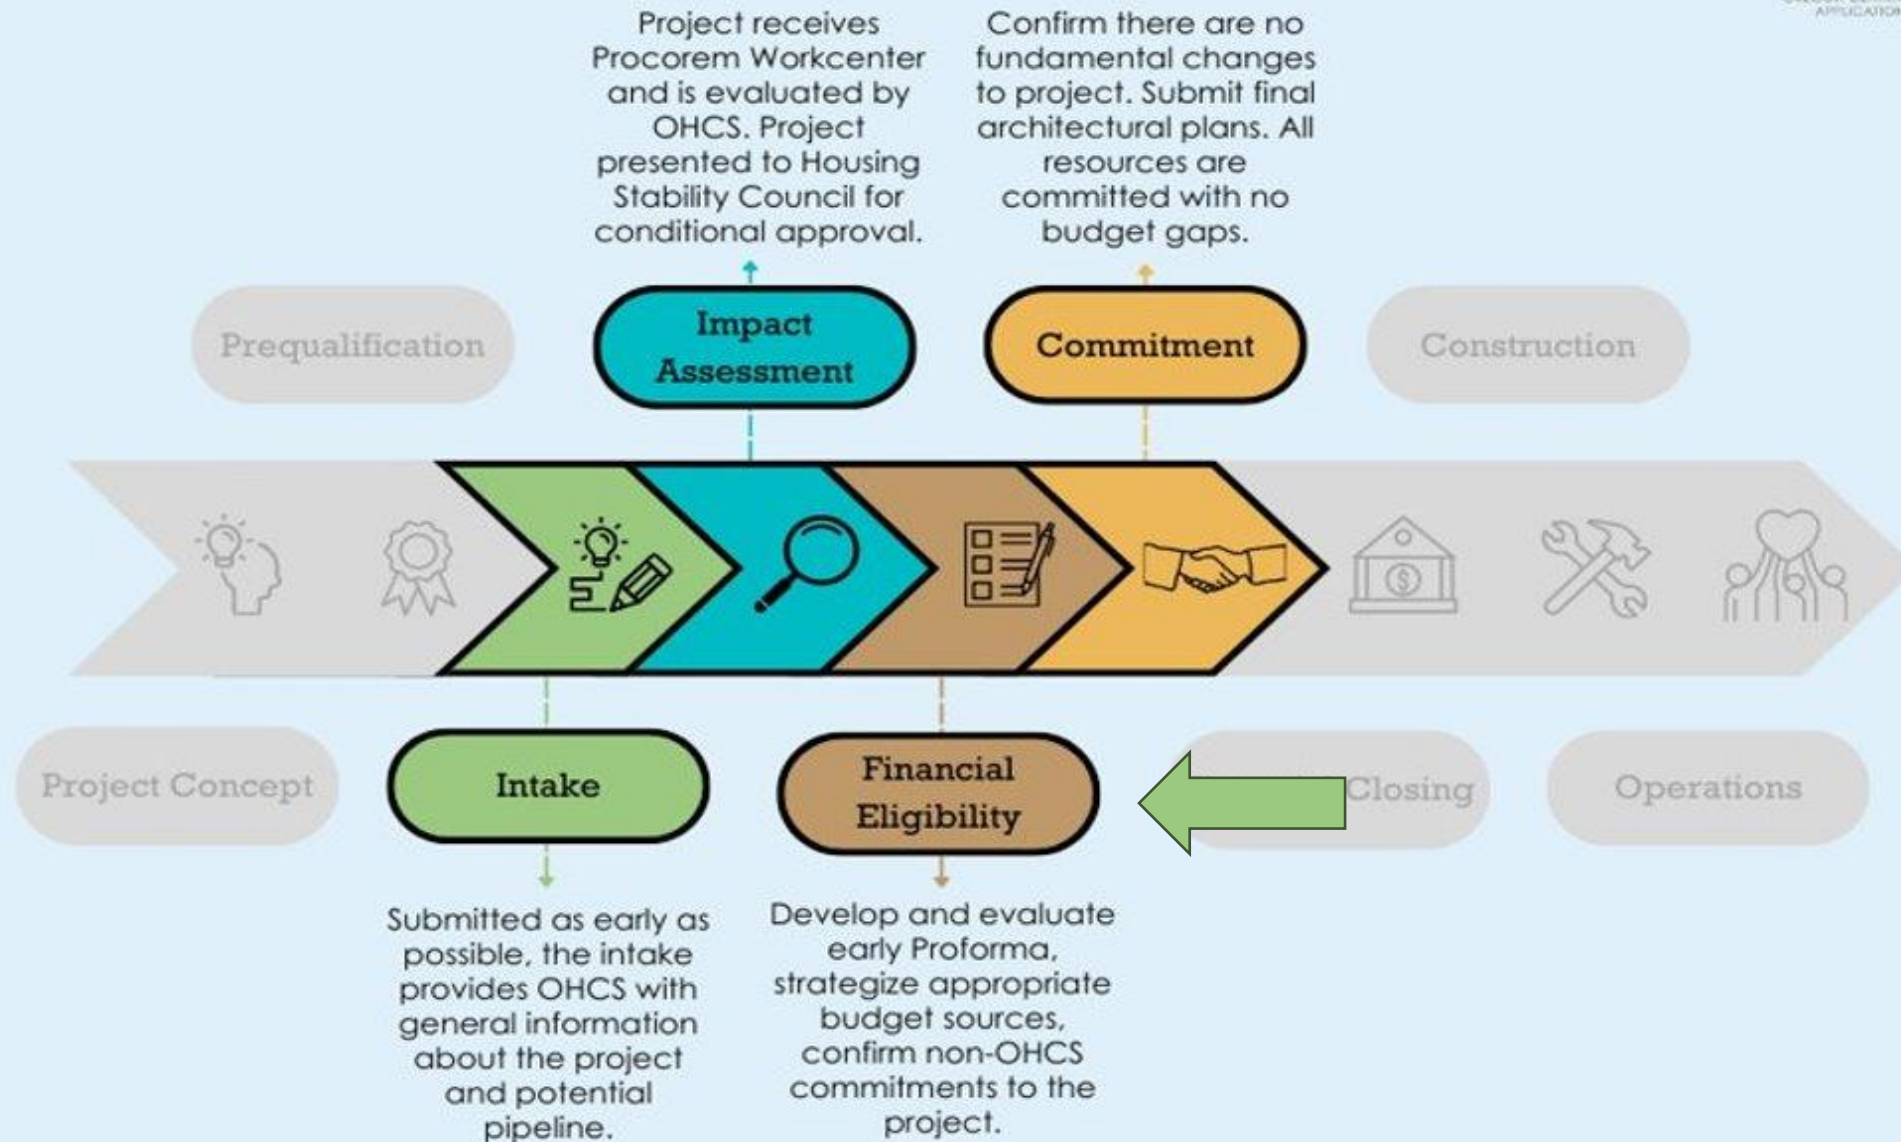 APPLICATION
Project receives
Procorem Workcenter
and is evaluated by
OHCS. Project
presented to Housing
Stability Council for
conditional approval.
Confirm there are no
fundamental changes
to project. Submit final
architectural plans. All
resources are
committed with no
budget gaps.
Prequalification
Impact
Assessment
Commitment
Construction
$
Project Concept
Intake
Financial
Eligibility
Closing
Operations
Submitted as early as
possible, the intake
provides OHCS with
general information
about the project
and potential
pipeline.
Develop and evaluate
early Proforma,
strategize appropriate
budget sources,
confirm non-OHCS
commitments to the
project.